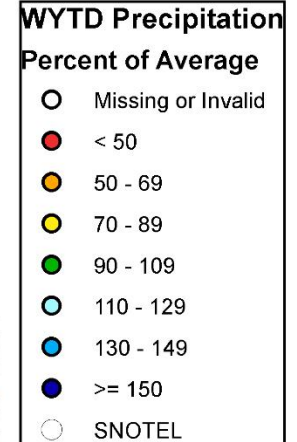 WYTD Precipitation
Percent of Average
Missing or Invalid
< 50
50 - 69
70 - 89
90 - 109
110 - 129
130 - 149
>= 150
SNOTEL